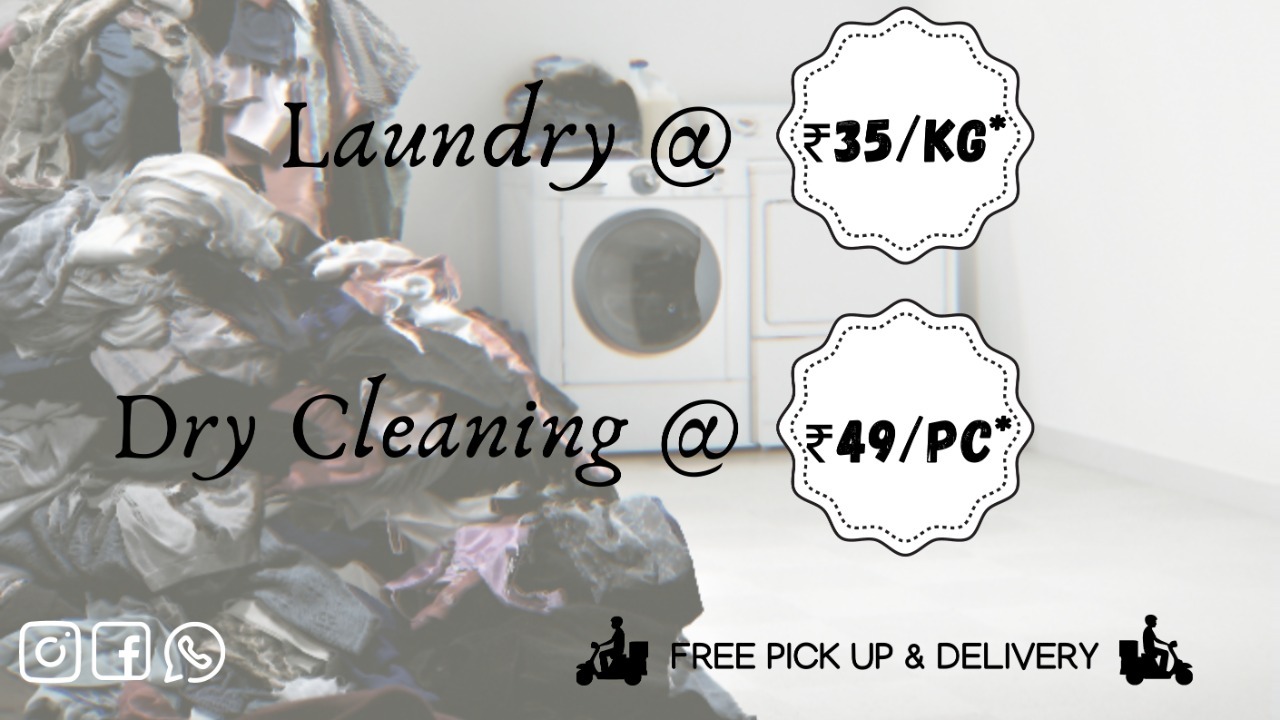 Laundry @ ₹35/KG*
Dry Cleaning @ ₹49/PC*
FREE PICK UP & DELIVERY